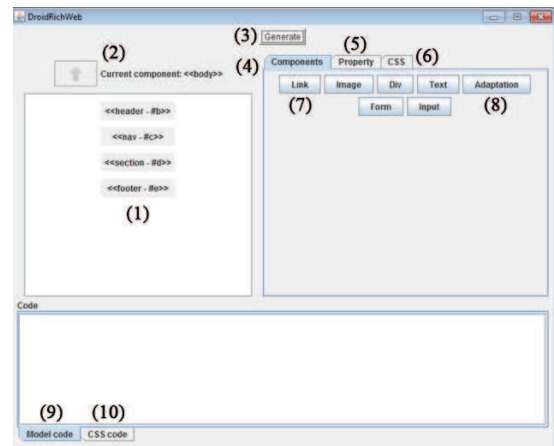 DroidRichWeb
(3) Generate
(2)
(5)
(4) Components Property CSS (6)
Current component: <<body>>
Link Image Div Text Adaptation
(7) Form Input (8)
<<header - #b>>
<<nav - #c>>
<<section - #d>>
<<footer - #e>>
(1)
Code
(9) (10)
Model code CSS code